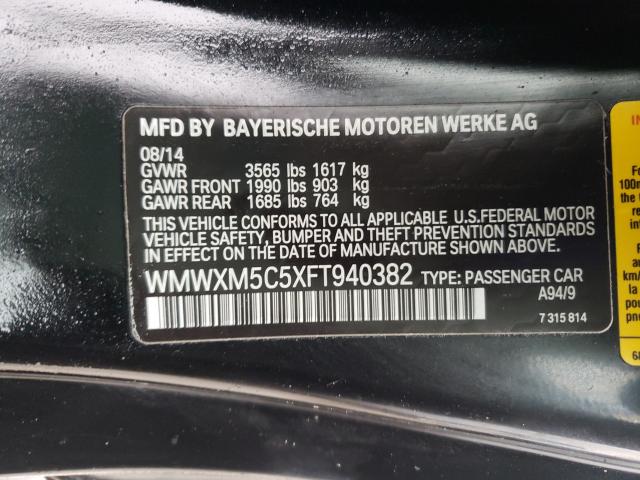 MFD BY BAYERISCHE MOTOREN WERKE AG
08/14
GVWR 3565 lbs 1617 kg
GAWR FRONT 1990 lbs 903 kg
GAWR REAR 1685 lbs 764 kg
THIS VEHICLE CONFORMS TO ALL APPLICABLE U.S.FEDERAL MOTOR
VEHICLE SAFETY, BUMPER AND THEFT PREVENTION STANDARDS
IN EFFECT ON THE DATE OF MANUFACTURE SHOWN ABOVE.
WMWXM5C5XFT940382 TYPE: PASSENGER CAR
A94/9
7 315 814